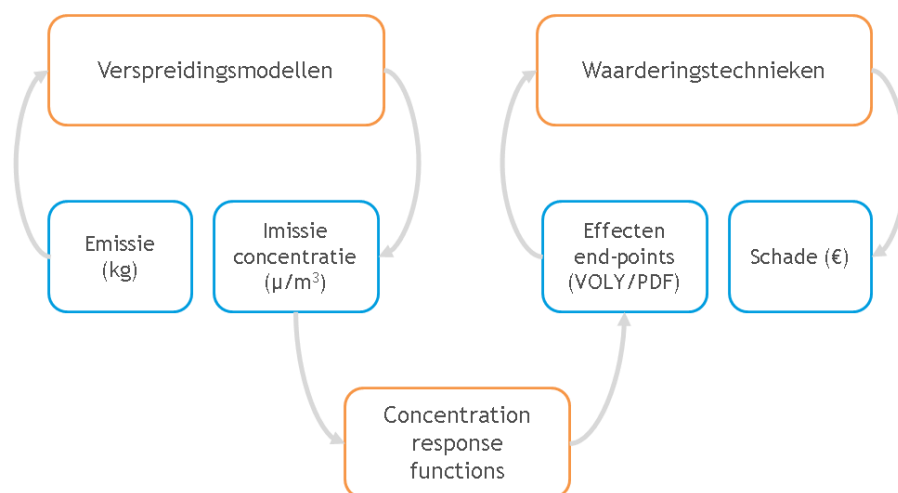 Verspreidingsmodellen
Waarderingstechnieken
Emissie
(kg)
Imissie
concentratie
(µ/m³)
Effecten
end-points
(VOLY/PDF)
Schade (€)
Concentration
response
functions